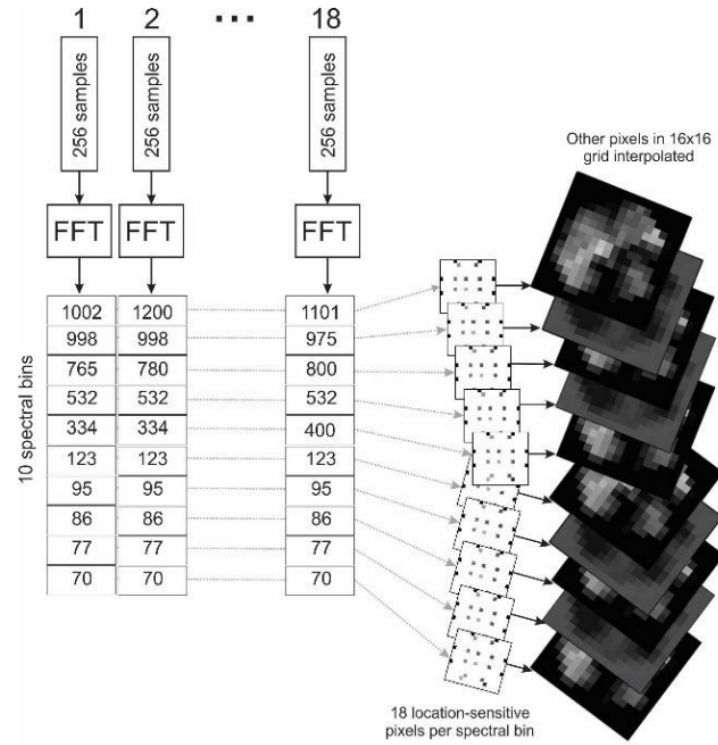 1 2 ... 18
256 samples 256 samples 256 samples
FFT FFT FFT
Other pixels in 16x16
grid interpolated
10 spectral bins
1002 1200 1101
998 998 975
765 780 800
532 532 532
334 334 400
123 123 123
95 95 95
86 86 86
77 77 77
70 70 70
18 location-sensitive
pixels per spectral bin